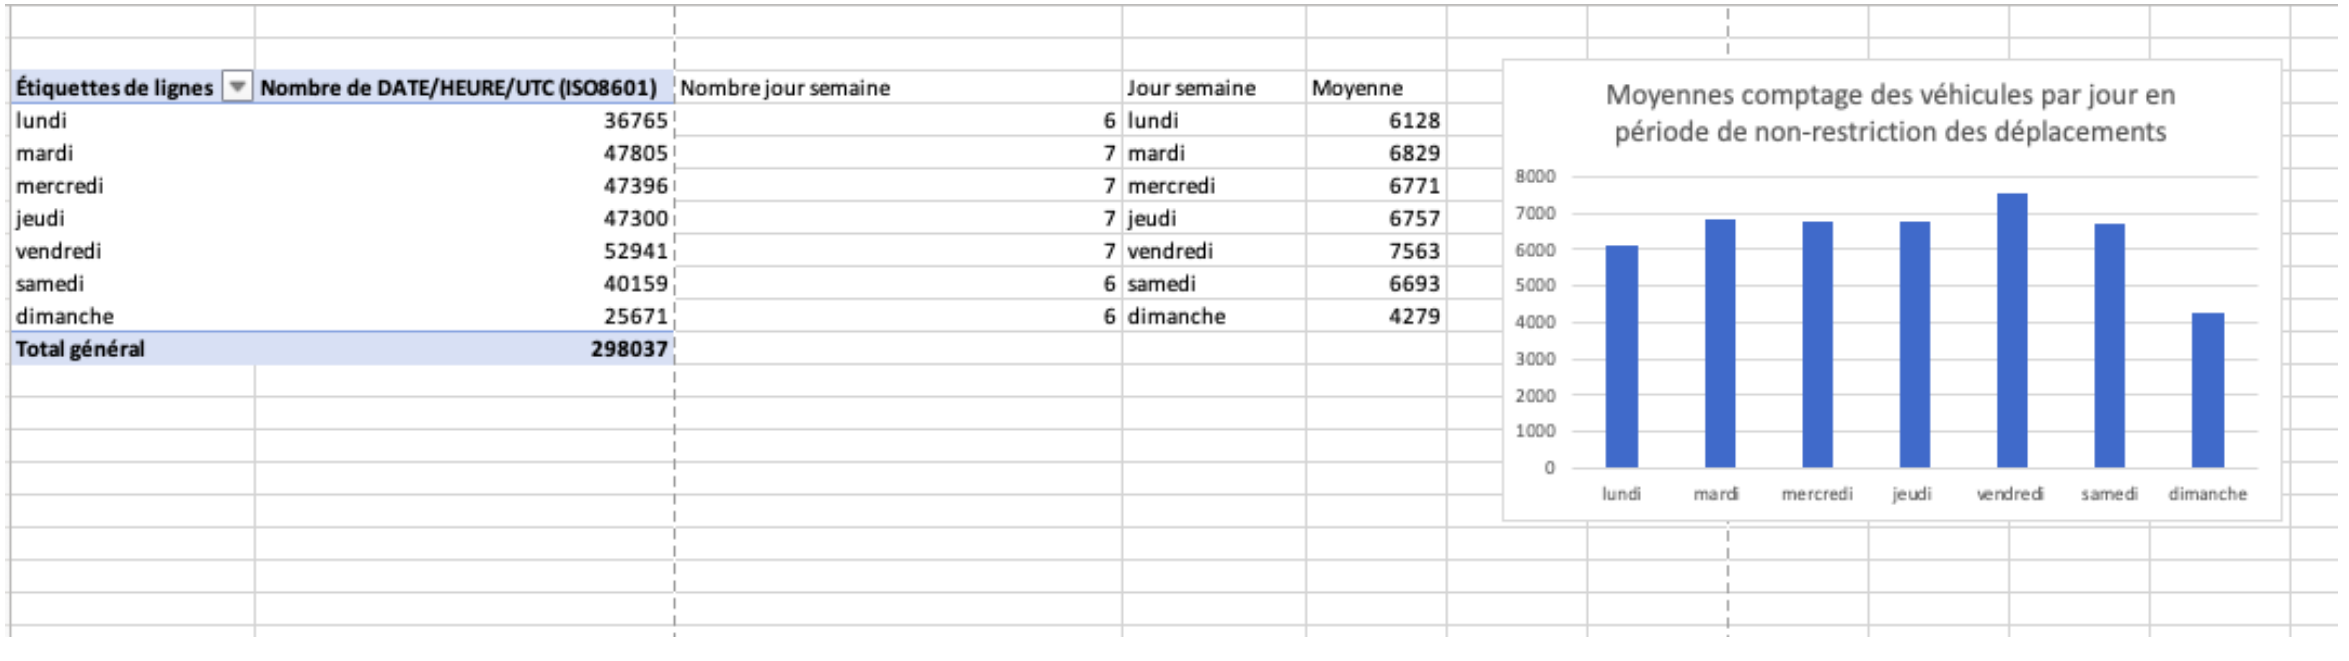 Étiquettes de lignes Nombre de DATE/HEURE/UTC (ISO8601) Nombre jour semaine Jour semaine Moyenne
lundi 36765 6 lundi 6128
mardi 47805 7 mardi 6829
mercredi 47396 7 mercredi 6771
jeudi 47300 7 jeudi 6757
vendredi 52941 7 vendredi 7563
samedi 40159 6 samedi 6693
dimanche 25671 6 dimanche 4279
Total général 298037
Moyennes comptage des véhicules par jour en
période de non-restriction des déplacements
8000
7000
6000
5000
4000
3000
2000
1000
0
lundi mardi mercredi jeudi vendredi samedi dimanche